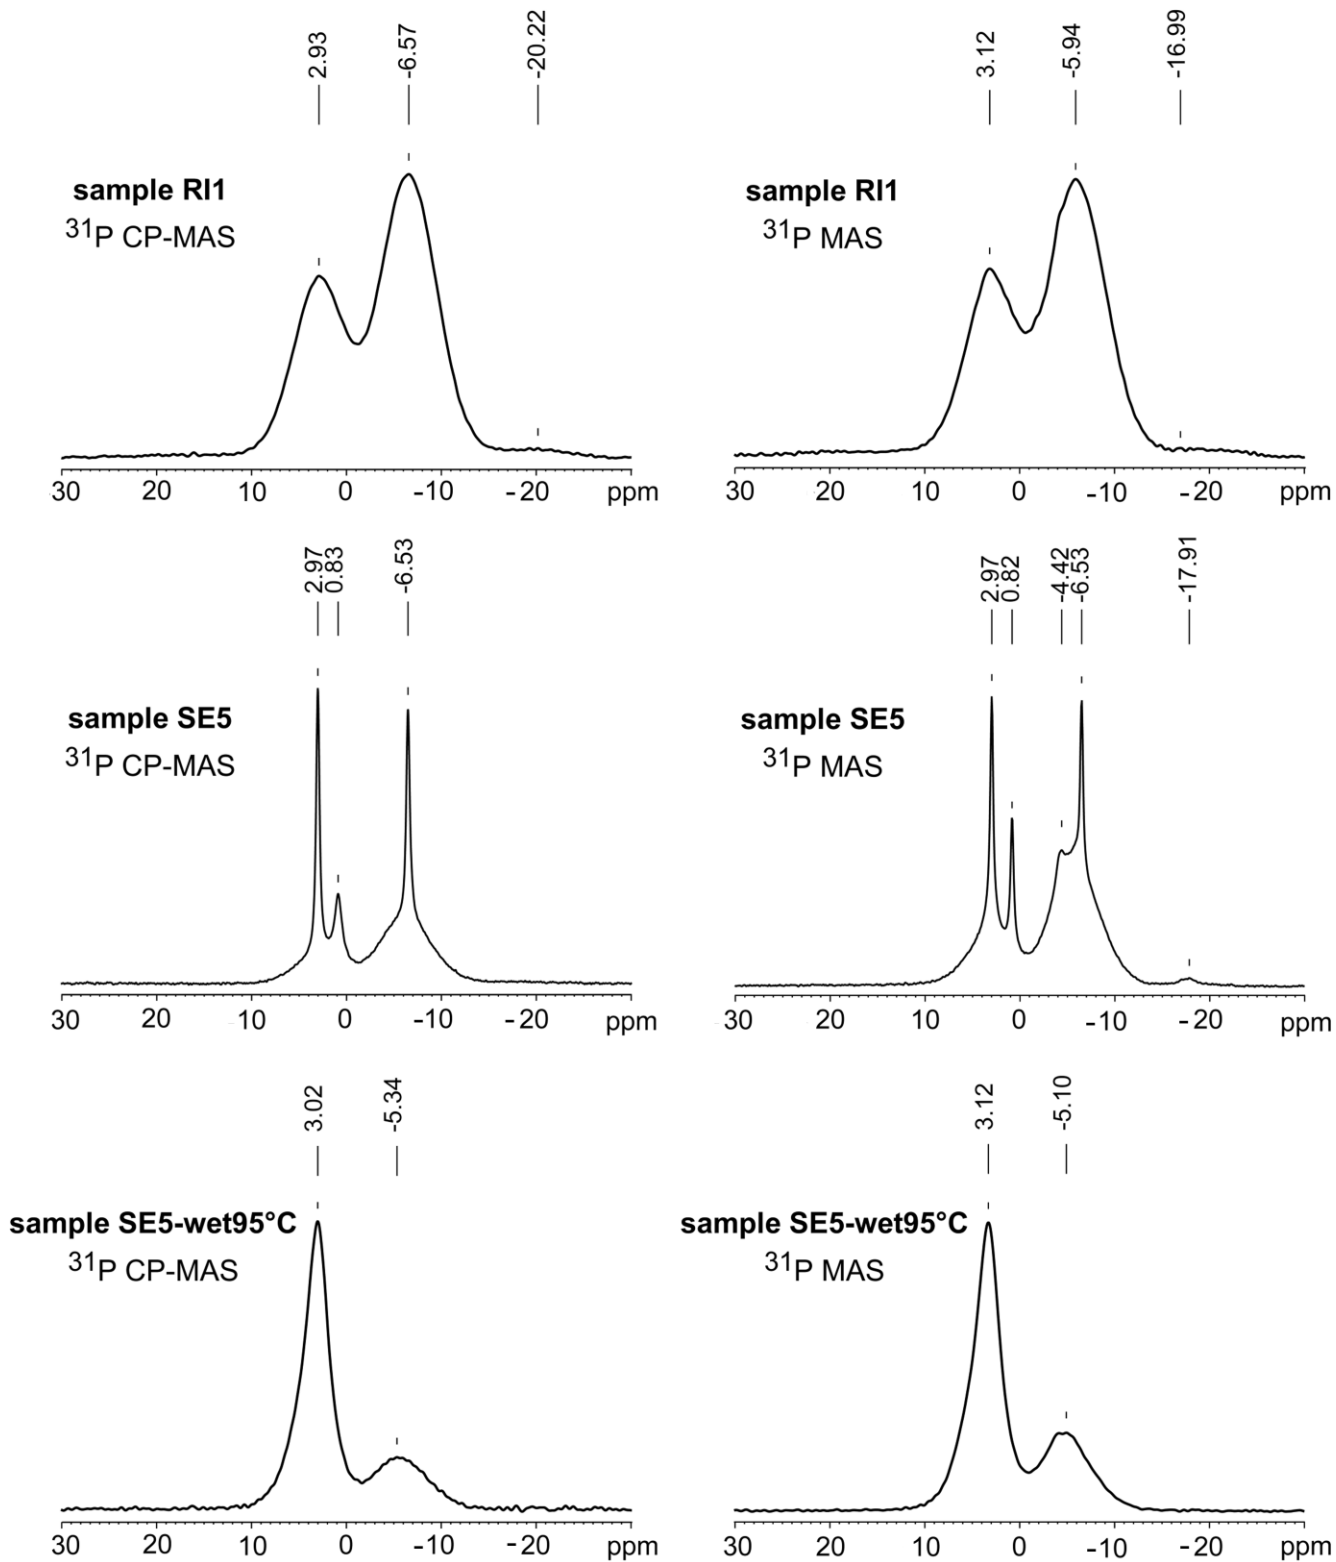 2.93 -6.57 -20.22
3.12 -5.94 -16.99
sample RI1
³¹P CP-MAS
sample RI1
³¹P MAS
30 20 10 0 -10 -20 ppm
30 20 10 0 -10 -20 ppm
2.97 0.83 -6.53
2.97 0.82 -4.42 -6.53 -17.91
sample SE5
³¹P CP-MAS
sample SE5
³¹P MAS
30 20 10 0 -10 -20 ppm
30 20 10 0 -10 -20 ppm
3.02 -5.34
3.12 -5.10
sample SE5-wet95°C
³¹P CP-MAS
sample SE5-wet95°C
³¹P MAS
30 20 10 0 -10 -20 ppm
30 20 10 0 -10 -20 ppm